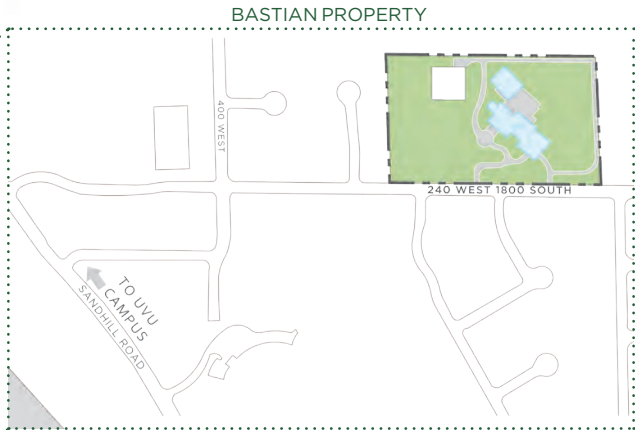 BASTIAN PROPERTY
400 WEST
240 WEST 1800 SOUTH
TO UVU
CAMPUS
SANDHILL ROAD